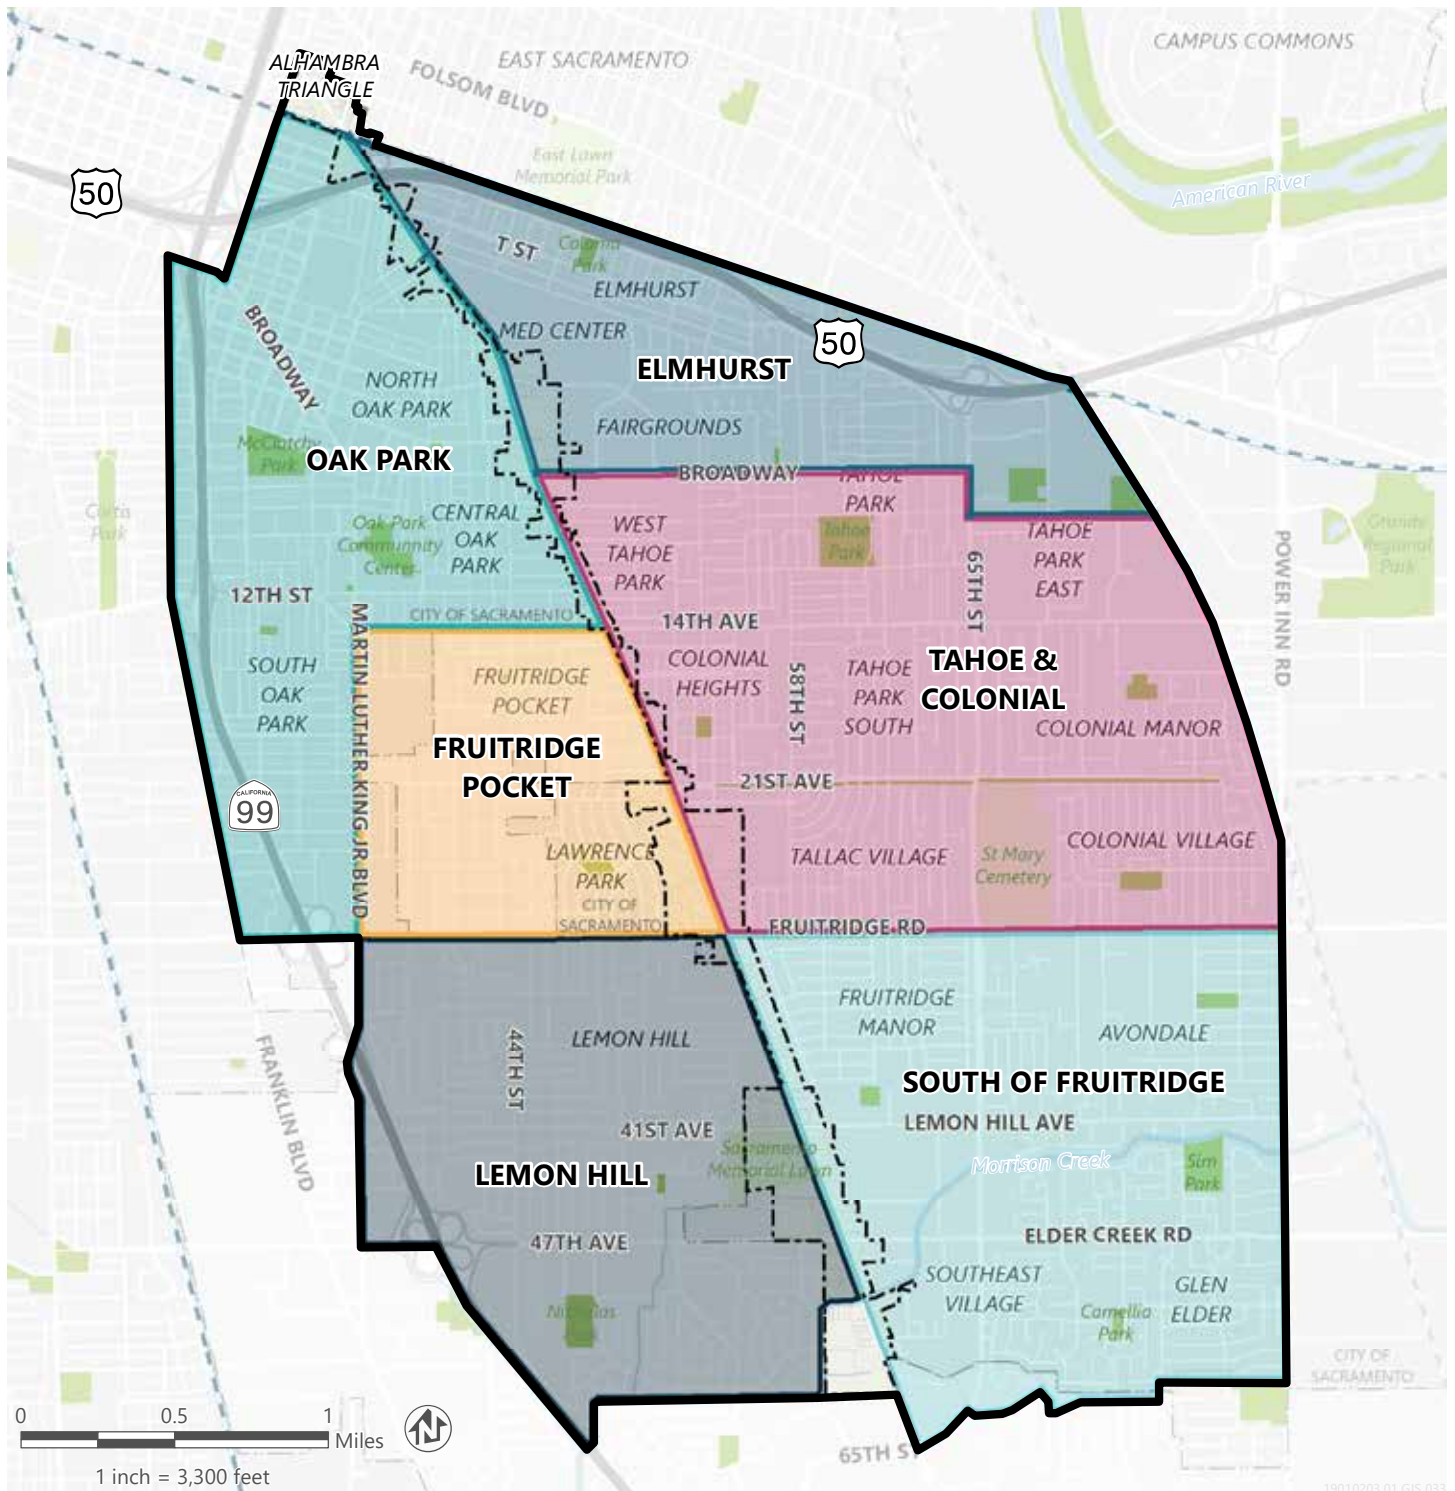 ALHAMBRA
TRIANGLE
EAST SACRAMENTO
FOLSOM BLVD
CAMPUS COMMONS
East Lawn
Memorial Park
American River
50
T ST
Coloma
Park
ELMHURST
MED CENTER
50
ELMHURST
BROADWAY
NORTH
OAK PARK
FAIRGROUNDS
McClatchy
Park
OAK PARK
BROADWAY
TAHOE
PARK
Curtis
Park
Oak Park
Communnity
Center
CENTRAL
OAK
PARK
WEST
TAHOE
PARK
Tahoe
Park
65TH ST
TAHOE
PARK
EAST
POWER INN RD
Granite
Regional
Park
12TH ST
CITY OF SACRAMENTO
14TH AVE
MARTIN LUTHER KING JR BLVD
SOUTH
OAK
PARK
FRUITRIDGE
POCKET
COLONIAL
HEIGHTS
58TH ST
TAHOE
PARK
SOUTH
TAHOE &
COLONIAL
COLONIAL MANOR
FRUITRIDGE
POCKET
21ST AVE
CALIFORNIA
99
LAWRENCE
PARK
TALLAC VILLAGE
St Mary
Cemetery
COLONIAL VILLAGE
CITY OF
SACRAMENTO
FRUITRIDGE RD
FRANKLIN BLVD
44TH ST
LEMON HILL
FRUITRIDGE
MANOR
AVONDALE
SOUTH OF FRUITRIDGE
41ST AVE
LEMON HILL AVE
Sacramento
Memorial Lawn
Morrison Creek
Sim
Park
LEMON HILL
47TH AVE
ELDER CREEK RD
SOUTHEAST
VILLAGE
GLEN
ELDER
Nicholas
Camellia
Park
CITY OF
SACRAMENTO
0 0.5 1
Miles
N
65TH ST
1 inch = 3,300 feet